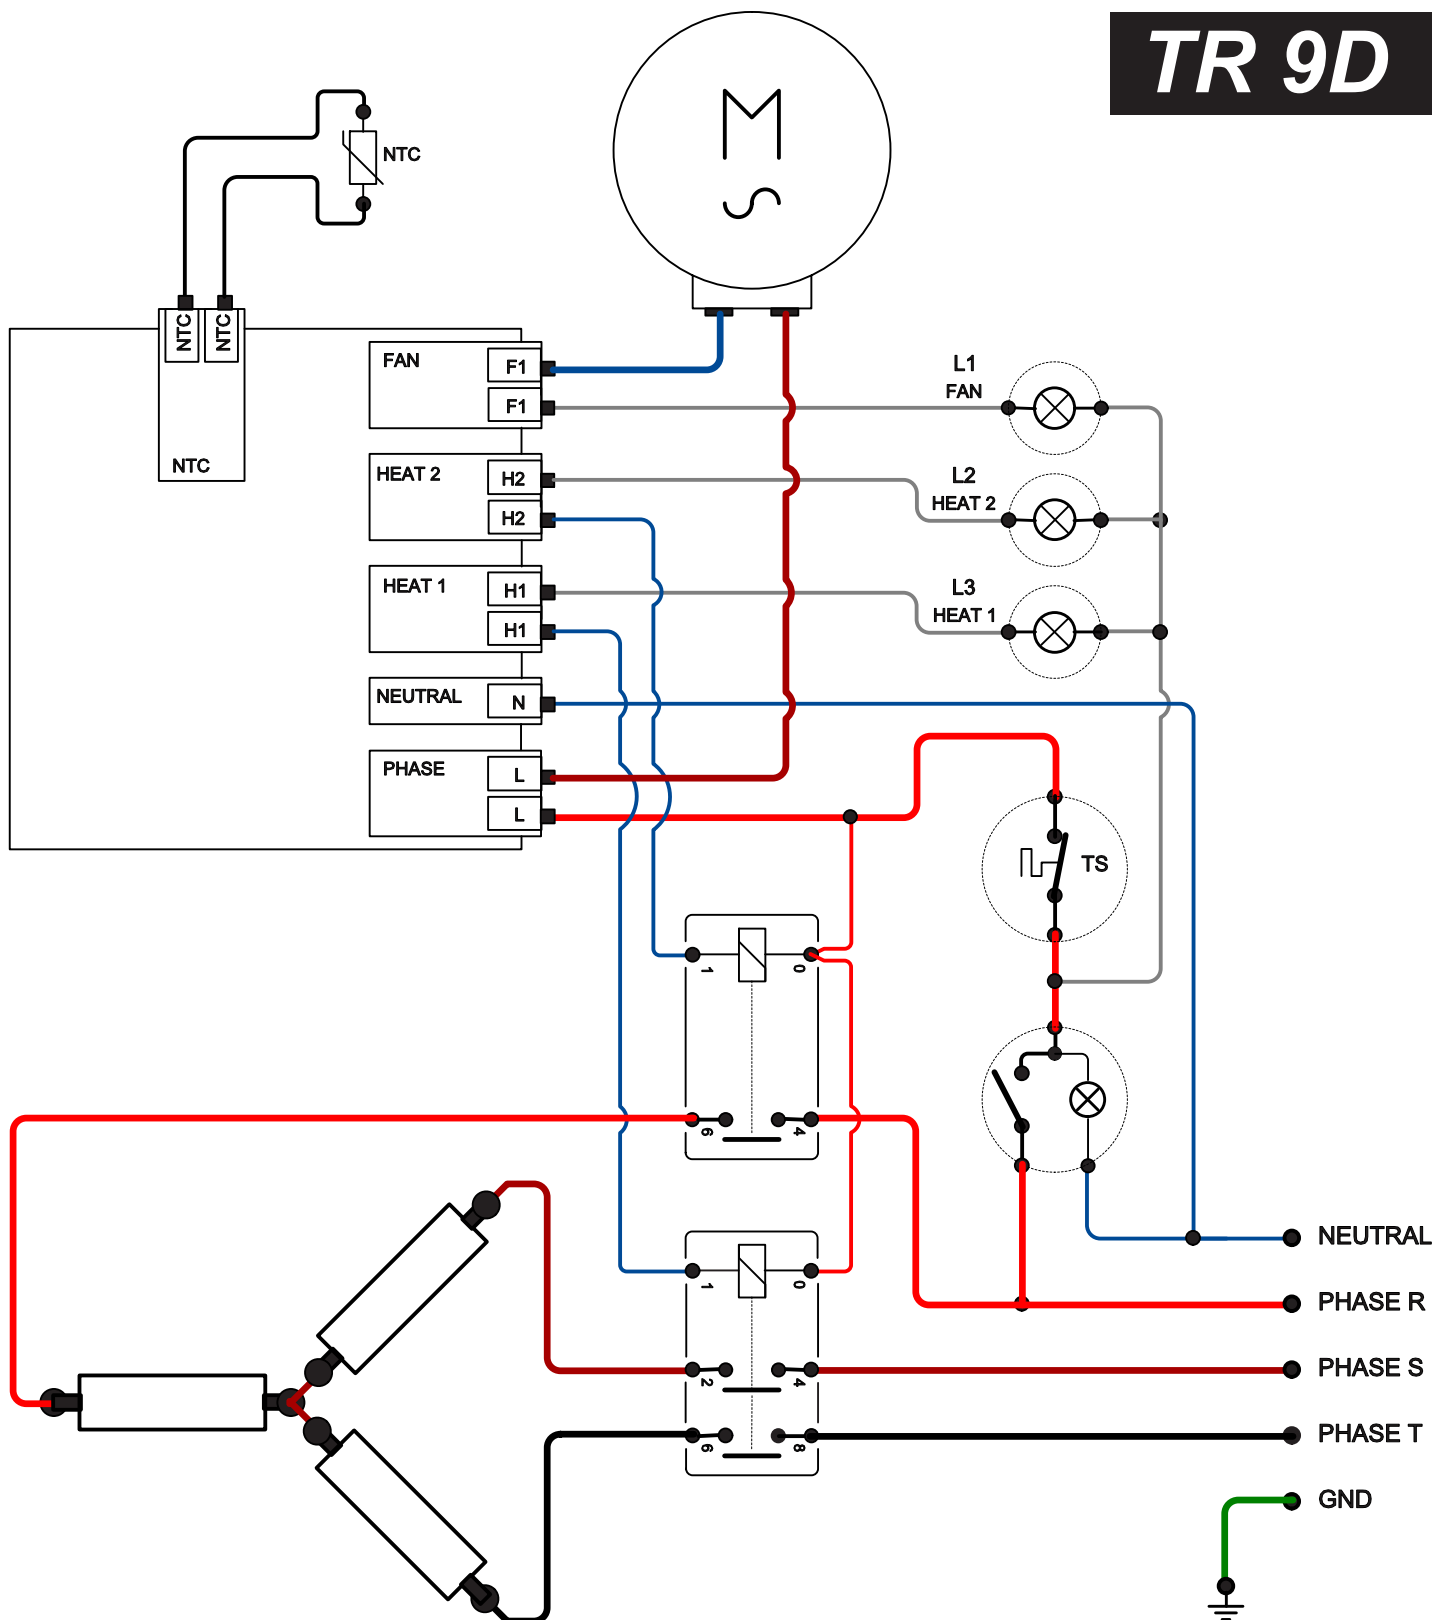 TR 9D
NTC
M
S
NTC
NTC
NTC
FAN
F1
F1
L1
FAN
HEAT 2
H2
H2
L2
HEAT 2
HEAT 1
H1
H1
L3
HEAT 1
NEUTRAL
N
PHASE
L
L
TS
1
0
6
4
1
0
2
4
6
8
NEUTRAL
PHASE R
PHASE S
PHASE T
GND